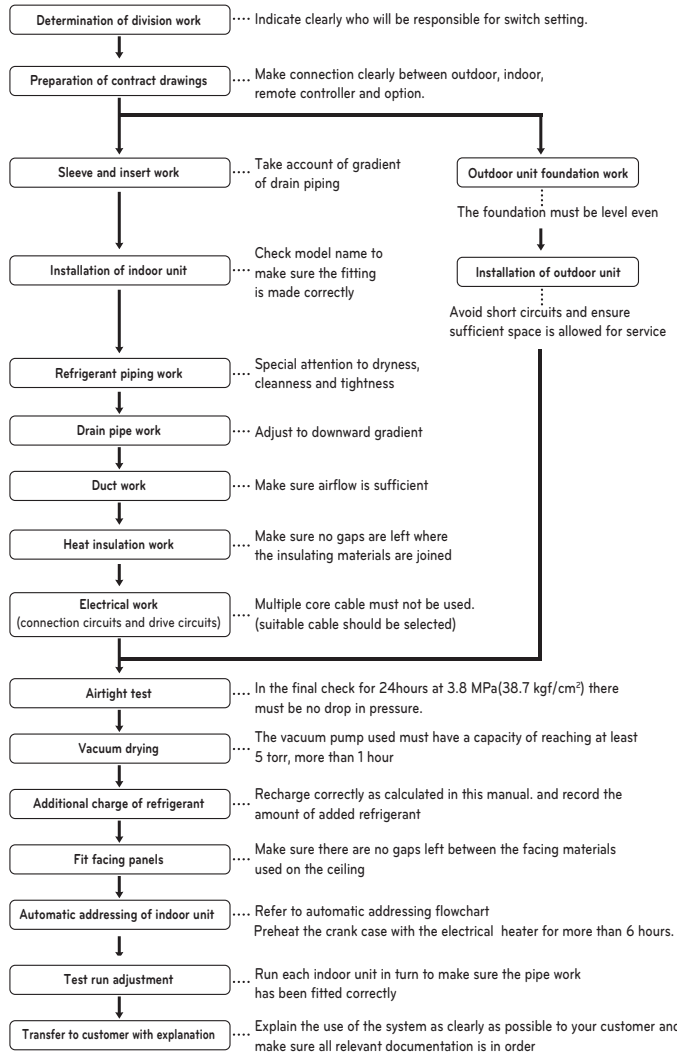 Determination of division work
Indicate clearly who will be responsible for switch setting.
Preparation of contract drawings
Make connection clearly between outdoor, indoor,
remote controller and option.
Sleeve and insert work
Take account of gradient
of drain piping
Outdoor unit foundation work
The foundation must be level even
Installation of indoor unit
Check model name to
make sure the fitting
is made correctly
Installation of outdoor unit
Avoid short circuits and ensure
sufficient space is allowed for service
Refrigerant piping work
Special attention to dryness,
cleanness and tightness
Drain pipe work
Adjust to downward gradient
Duct work
Make sure airflow is sufficient
Heat insulation work
Make sure no gaps are left where
the insulating materials are joined
Electrical work
(connection circuits and drive circuits)
Multiple core cable must not be used.
(suitable cable should be selected)
Airtight test
In the final check for 24hours at 3.8 MPa(38.7 kgf/cm²) there
must be no drop in pressure.
Vacuum drying
The vacuum pump used must have a capacity of reaching at least
5 torr, more than 1 hour
Additional charge of refrigerant
Recharge correctly as calculated in this manual. and record the
amount of added refrigerant
Fit facing panels
Make sure there are no gaps left between the facing materials
used on the ceiling
Automatic addressing of indoor unit
Refer to automatic addressing flowchart
Preheat the crank case with the electrical heater for more than 6 hours.
Test run adjustment
Run each indoor unit in turn to make sure the pipe work
has been fitted correctly
Transfer to customer with explanation
Explain the use of the system as clearly as possible to your customer and
make sure all relevant documentation is in order